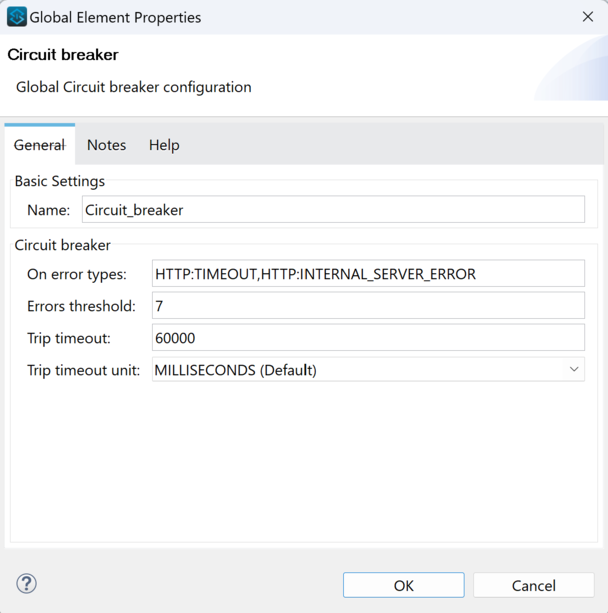 Global Element Properties
Circuit breaker
Global Circuit breaker configuration
General Notes Help
Basic Settings
Name: Circuit_breaker
Circuit breaker
On error types: HTTP:TIMEOUT,HTTP:INTERNAL_SERVER_ERROR
Errors threshold: 7
Trip timeout: 60000
Trip timeout unit: MILLISECONDS (Default)
? OK Cancel